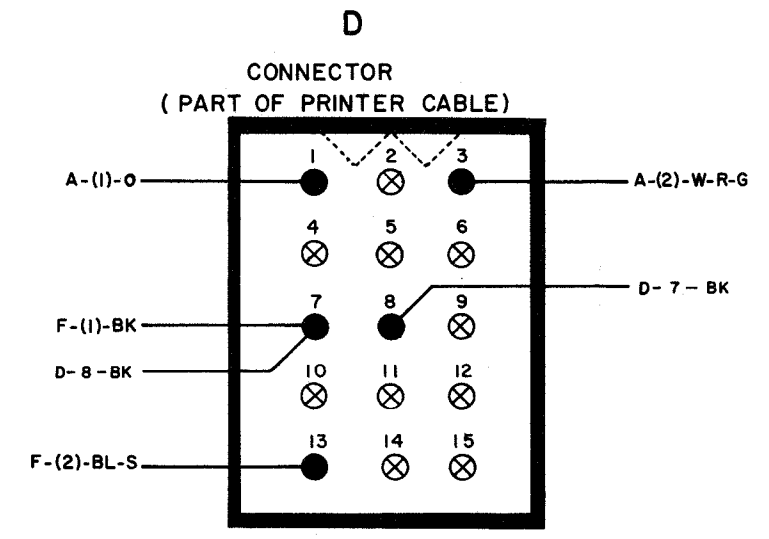 D
CONNECTOR
( PART OF PRINTER CABLE)
1 2 3
A-(1)-O
A-(2)-W-R-G
4 5 6
D-7-BK
7 8 9
F-(1)-BK
D-8-BK
10 11 12
13 14 15
F-(2)-BL-S